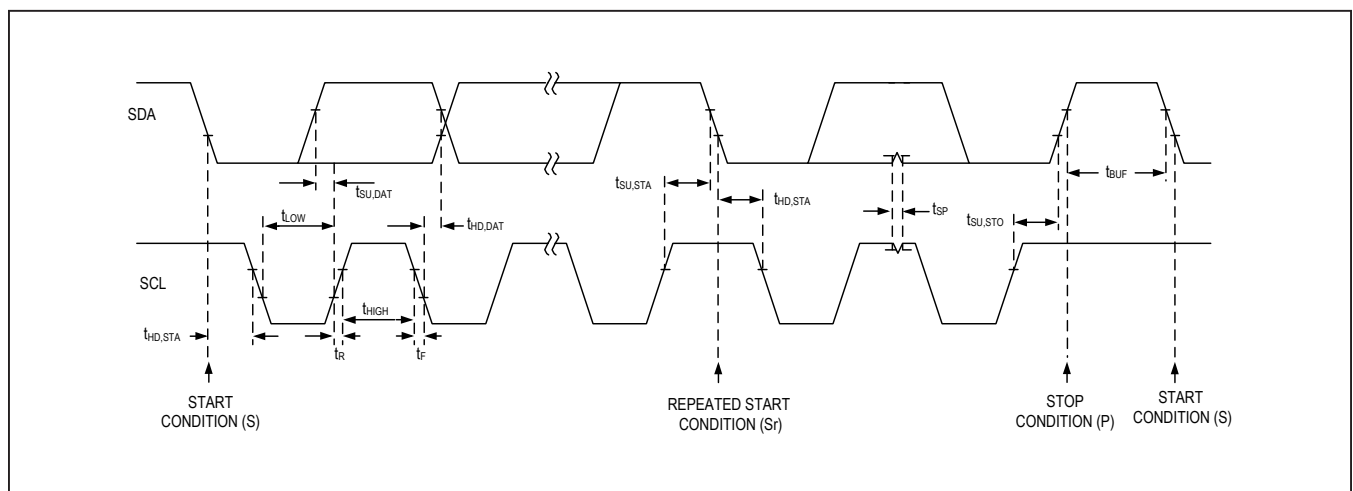 SDA
tSU,DAT
tLOW
tHD,DAT
tSU,STA
tHD,STA
tSP
tBUF
tSU,STO
SCL
tHIGH
tHD,STA
tR
tF
START
CONDITION (S)
REPEATED START
CONDITION (Sr)
STOP
CONDITION (P)
START
CONDITION (S)